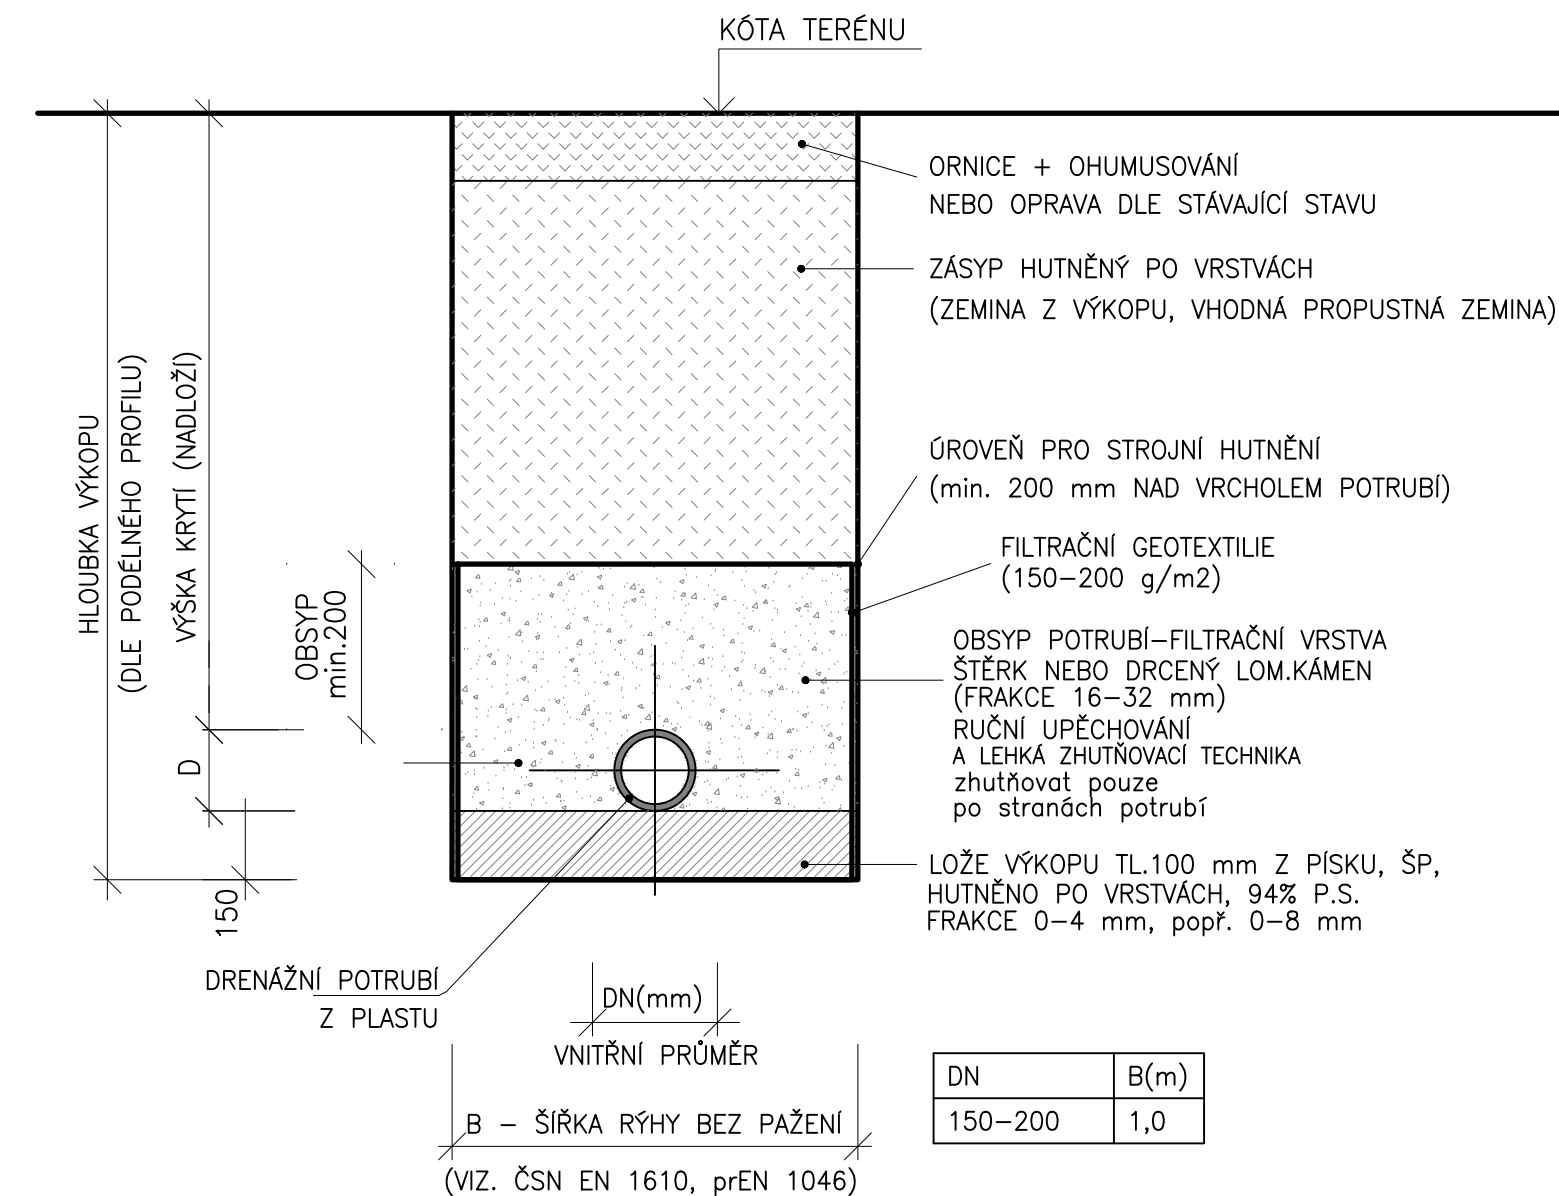 KÓTA TERÉNU
ORNICE + OHUMUSOVÁNÍ
NEBO OPRAVA DLE STÁVAJÍCÍ STAVU
ZÁSYP HUTNĚNÝ PO VRSTVÁCH
(ZEMINA Z VÝKOPU, VHODNÁ PROPUSTNÁ ZEMINA)
HLOUBKA VÝKOPU
(DLE PODÉLNÉHO PROFILU)
VÝŠKA KRYTÍ (NADLOŽÍ)
OBSYP
min.200
D
150
ÚROVEŇ PRO STROJNÍ HUTNĚNÍ
(min. 200 mm NAD VRCHOLEM POTRUBÍ)
FILTRAČNÍ GEOTEXTILIE
(150-200 g/m2)
OBSYP POTRUBÍ-FILTRAČNÍ VRSTVA
ŠTĚRK NEBO DRCENÝ LOM.KÁMEN
(FRAKCE 16-32 mm)
RUČNÍ UPĚCHOVÁNÍ
A LEHKÁ ZHUTŇOVACÍ TECHNIKA
zhutňovat pouze
po stranách potrubí
LOŽE VÝKOPU TL.100 mm Z PÍSKU, ŠP,
HUTNĚNO PO VRSTVÁCH, 94% P.S.
FRAKCE 0-4 mm, popř. 0-8 mm
DRENÁŽNÍ POTRUBÍ
Z PLASTU
DN(mm)
VNITŘNÍ PRŮMĚR
B - ŠÍŘKA RÝHY BEZ PAŽENÍ
(VIZ. ČSN EN 1610, prEN 1046)
DN B(m)
150-200 1,0